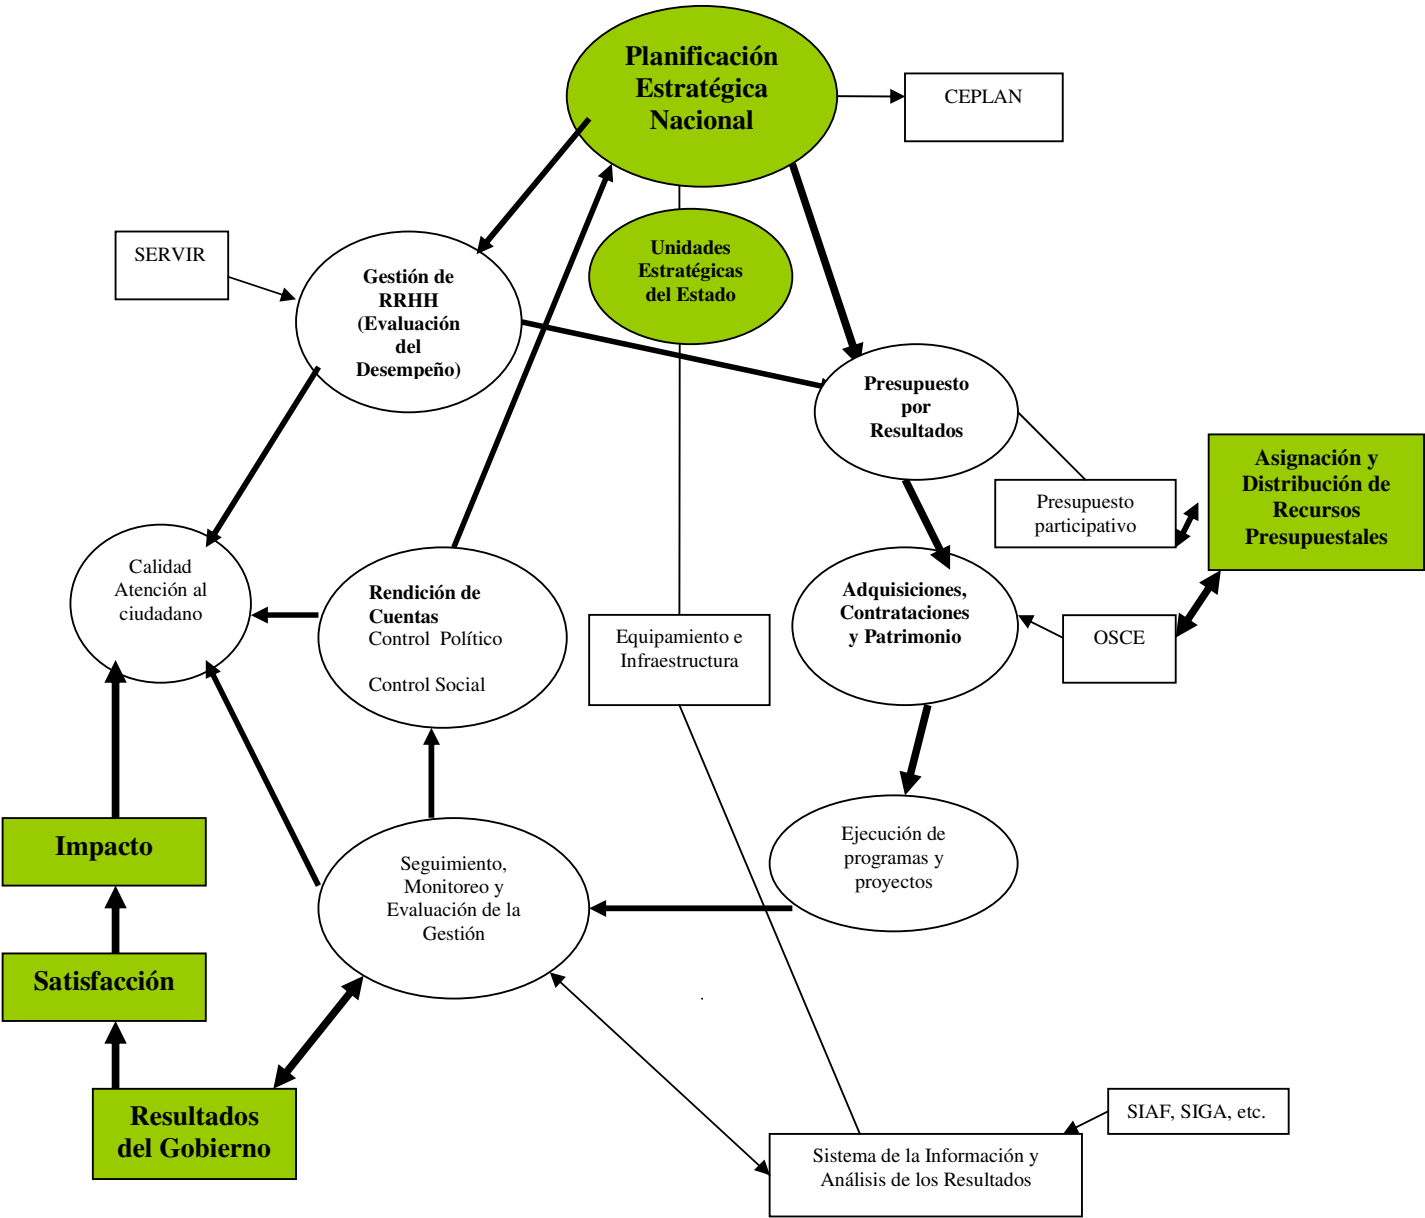 Planificación
Estratégica
Nacional
CEPLAN
SERVIR
Gestión de
RRHH
(Evaluación
del
Desempeño)
Unidades
Estratégicas
del Estado
Presupuesto
por
Resultados
Asignación y
Distribución de
Recursos
Presupuestales
Presupuesto
participativo
Calidad
Atención al
ciudadano
Rendición de
Cuentas
Control  Político
Control Social
Equipamiento e
Infraestructura
Adquisiciones,
Contrataciones
y Patrimonio
OSCE
Impacto
Seguimiento,
Monitoreo y
Evaluación de la
Gestión
Ejecución de
programas y
proyectos
Satisfacción
.
Resultados
del Gobierno
SIAF, SIGA, etc.
Sistema de la Información y
Análisis de los Resultados